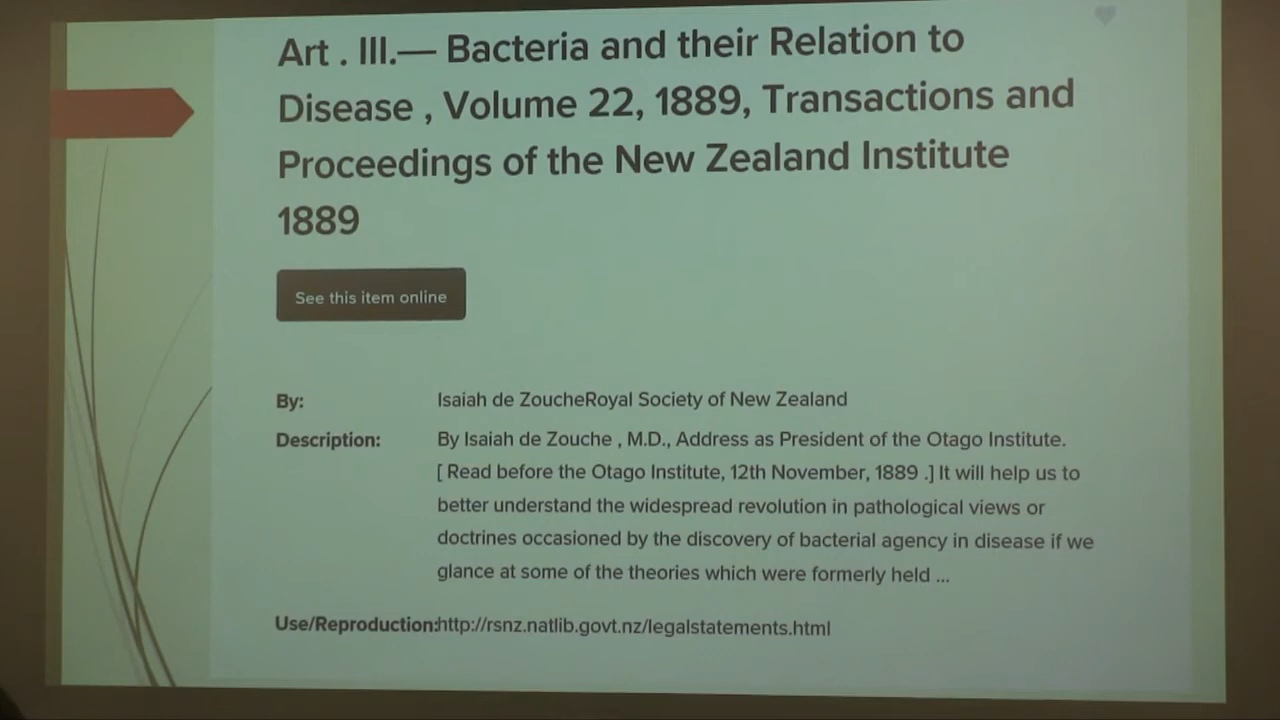 Art . III.— Bacteria and their Relation to
Disease , Volume 22, 1889, Transactions and
Proceedings of the New Zealand Institute
1889
See this item online
By: Isaiah de ZoucheRoyal Society of New Zealand
Description: By Isaiah de Zouche , M.D., Address as President of the Otago Institute.
[ Read before the Otago Institute, 12th November, 1889 .] It will help us to
better understand the widespread revolution in pathological views or
doctrines occasioned by the discovery of bacterial agency in disease if we
glance at some of the theories which were formerly held ...
Use/Reproduction:http://rsnz.natlib.govt.nz/legalstatements.html